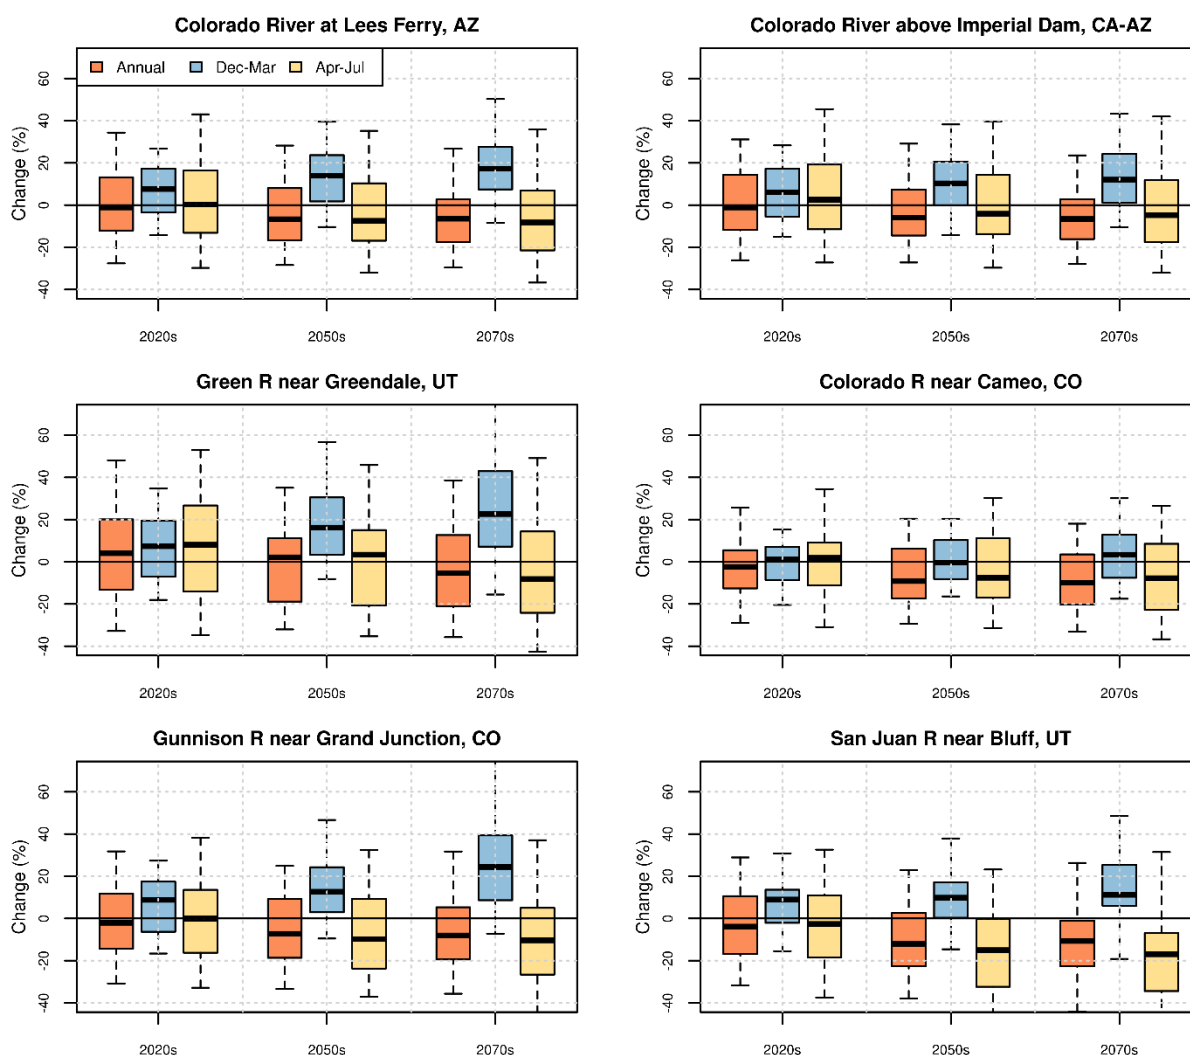 Colorado River at Lees Ferry, AZ
Annual Dec-Mar Apr-Jul
Change (%)
60
40
20
0
-20
-40
2020s 2050s 2070s
Colorado River above Imperial Dam, CA-AZ
Change (%)
60
40
20
0
-20
-40
2020s 2050s 2070s
Green R near Greendale, UT
Change (%)
60
40
20
0
-20
-40
2020s 2050s 2070s
Colorado R near Cameo, CO
Change (%)
60
40
20
0
-20
-40
2020s 2050s 2070s
Gunnison R near Grand Junction, CO
Change (%)
60
40
20
0
-20
-40
2020s 2050s 2070s
San Juan R near Bluff, UT
Change (%)
60
40
20
0
-20
-40
2020s 2050s 2070s